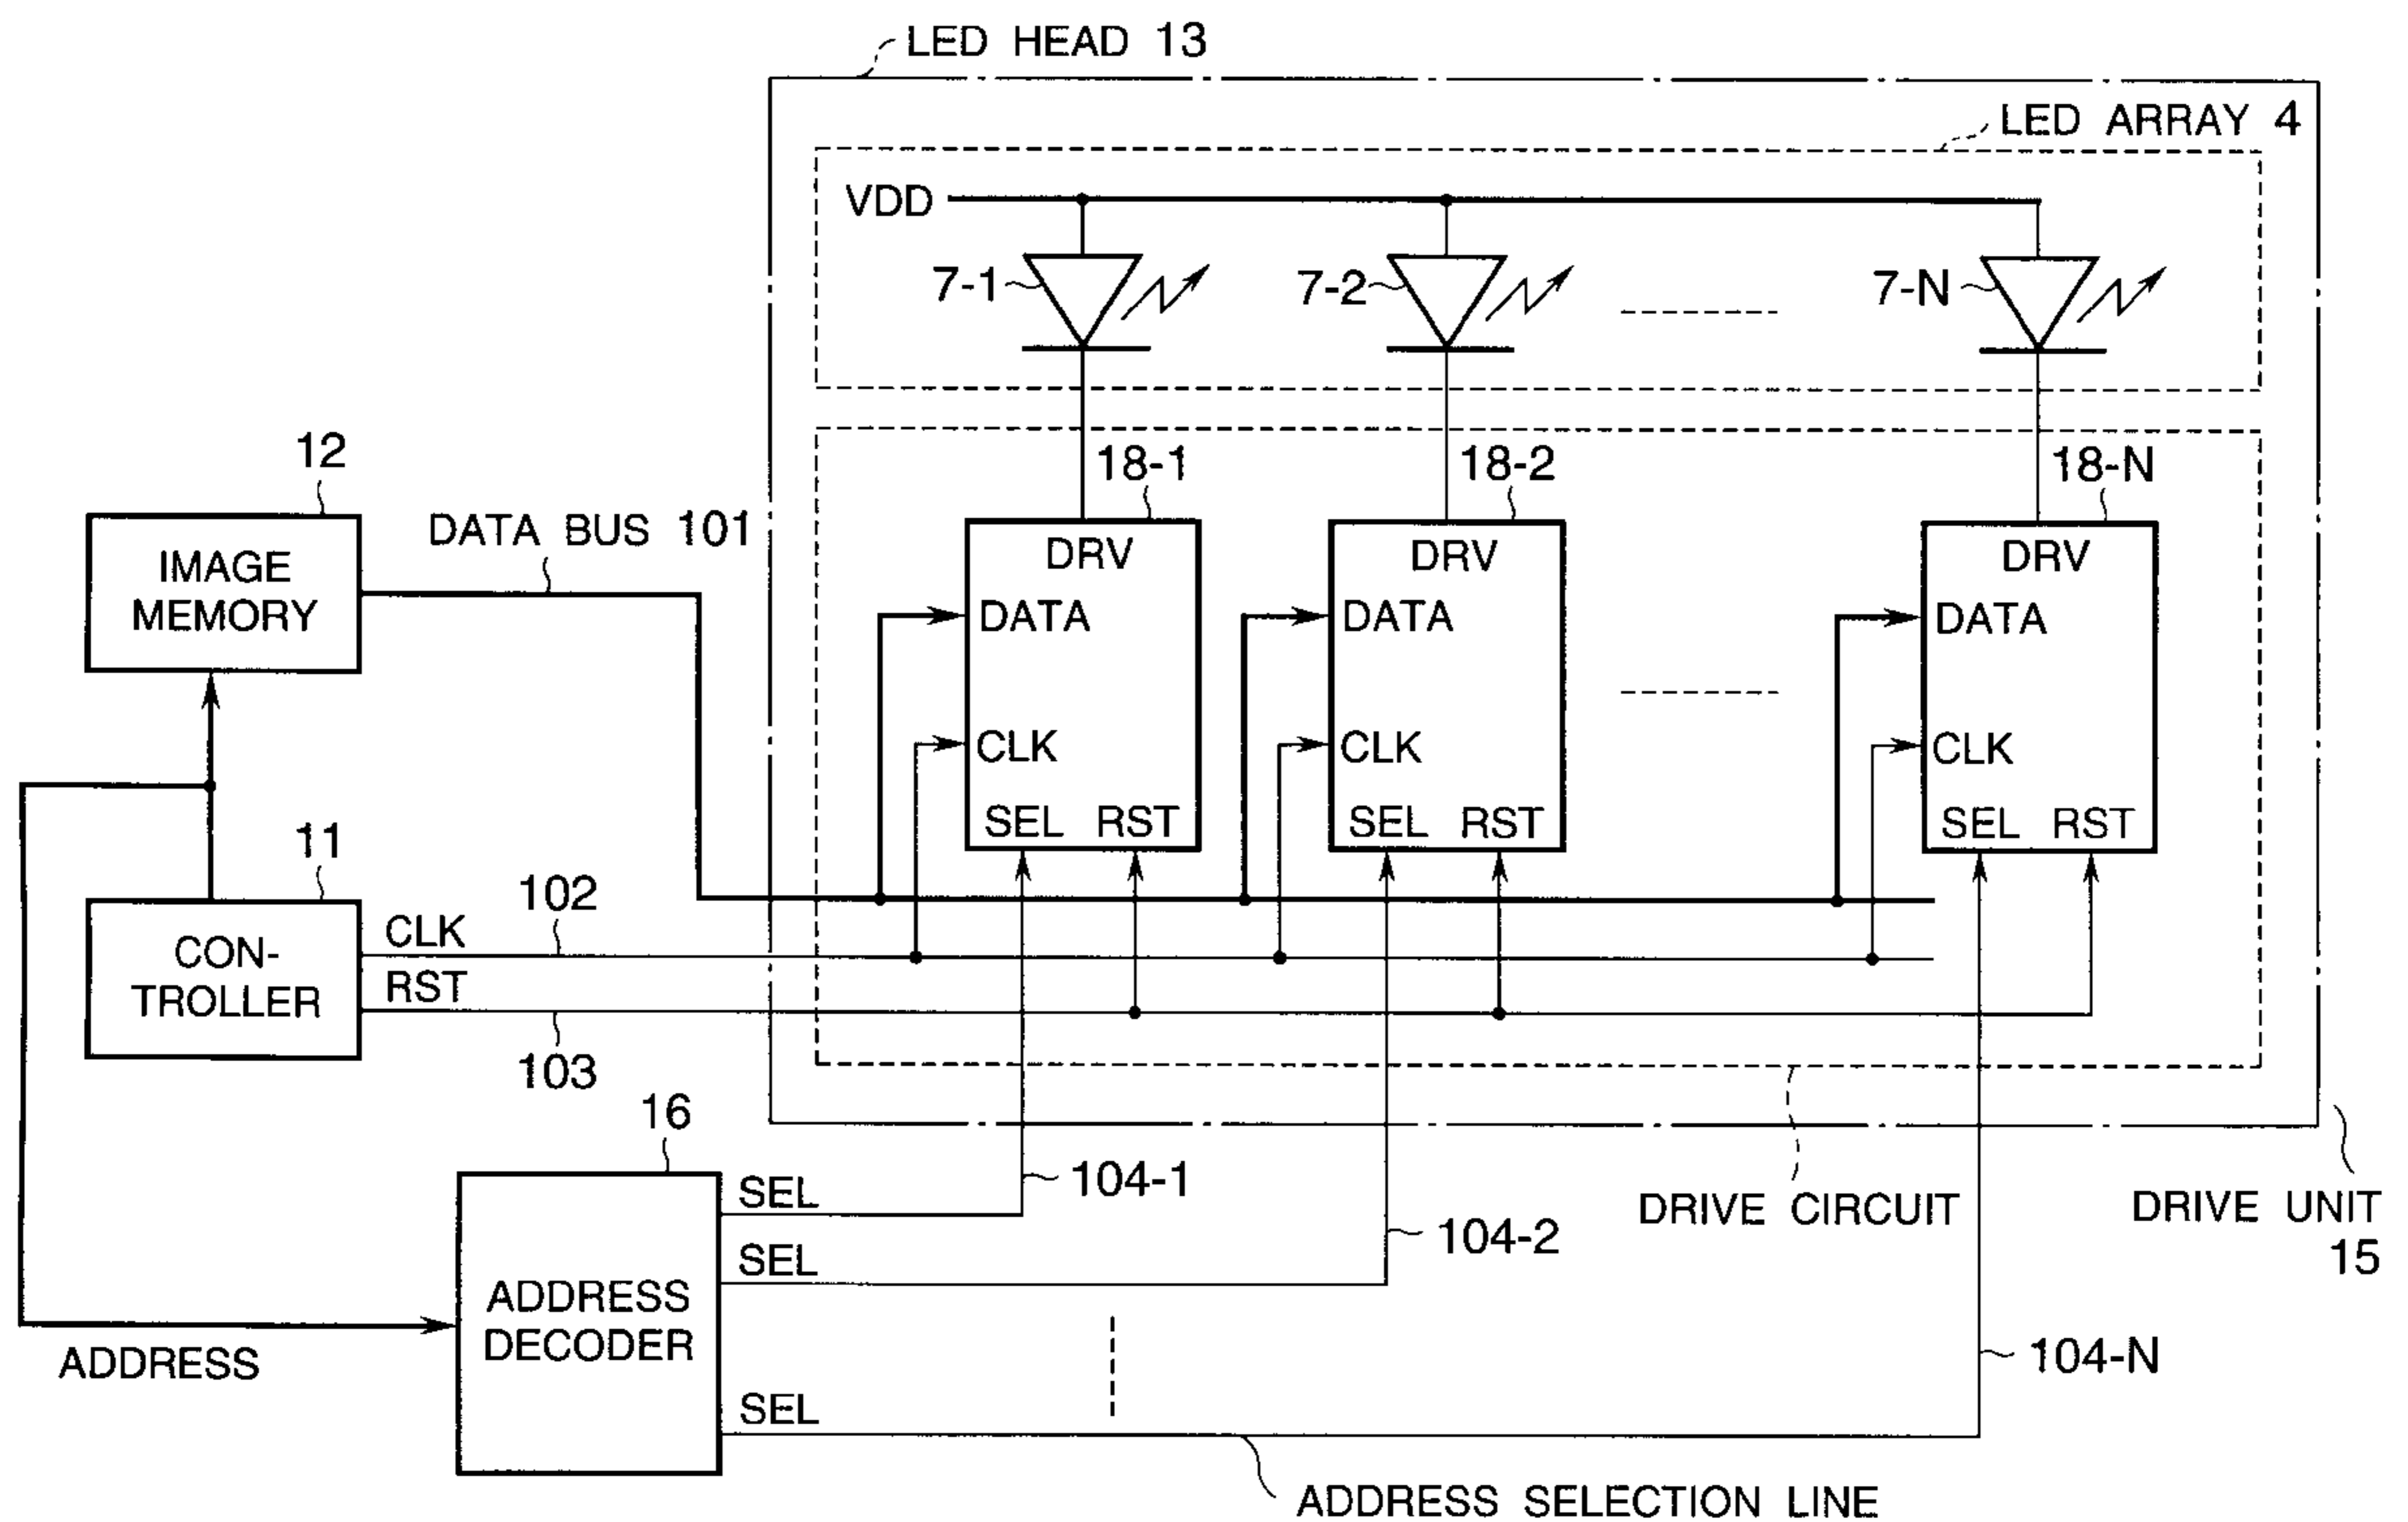 LED HEAD 13
LED ARRAY 4
VDD
7-1
7-2
7-N
12
18-1
18-2
18-N
IMAGE
MEMORY
DATA BUS 101
DRV
DATA
CLK
SEL RST
DRV
DATA
CLK
SEL RST
DRV
DATA
CLK
SEL RST
11
CON-
TROLLER
CLK
102
RST
103
16
SEL
104-1
SEL
104-2
ADDRESS
DECODER
DRIVE CIRCUIT
DRIVE UNIT
15
ADDRESS
104-N
SEL
ADDRESS SELECTION LINE